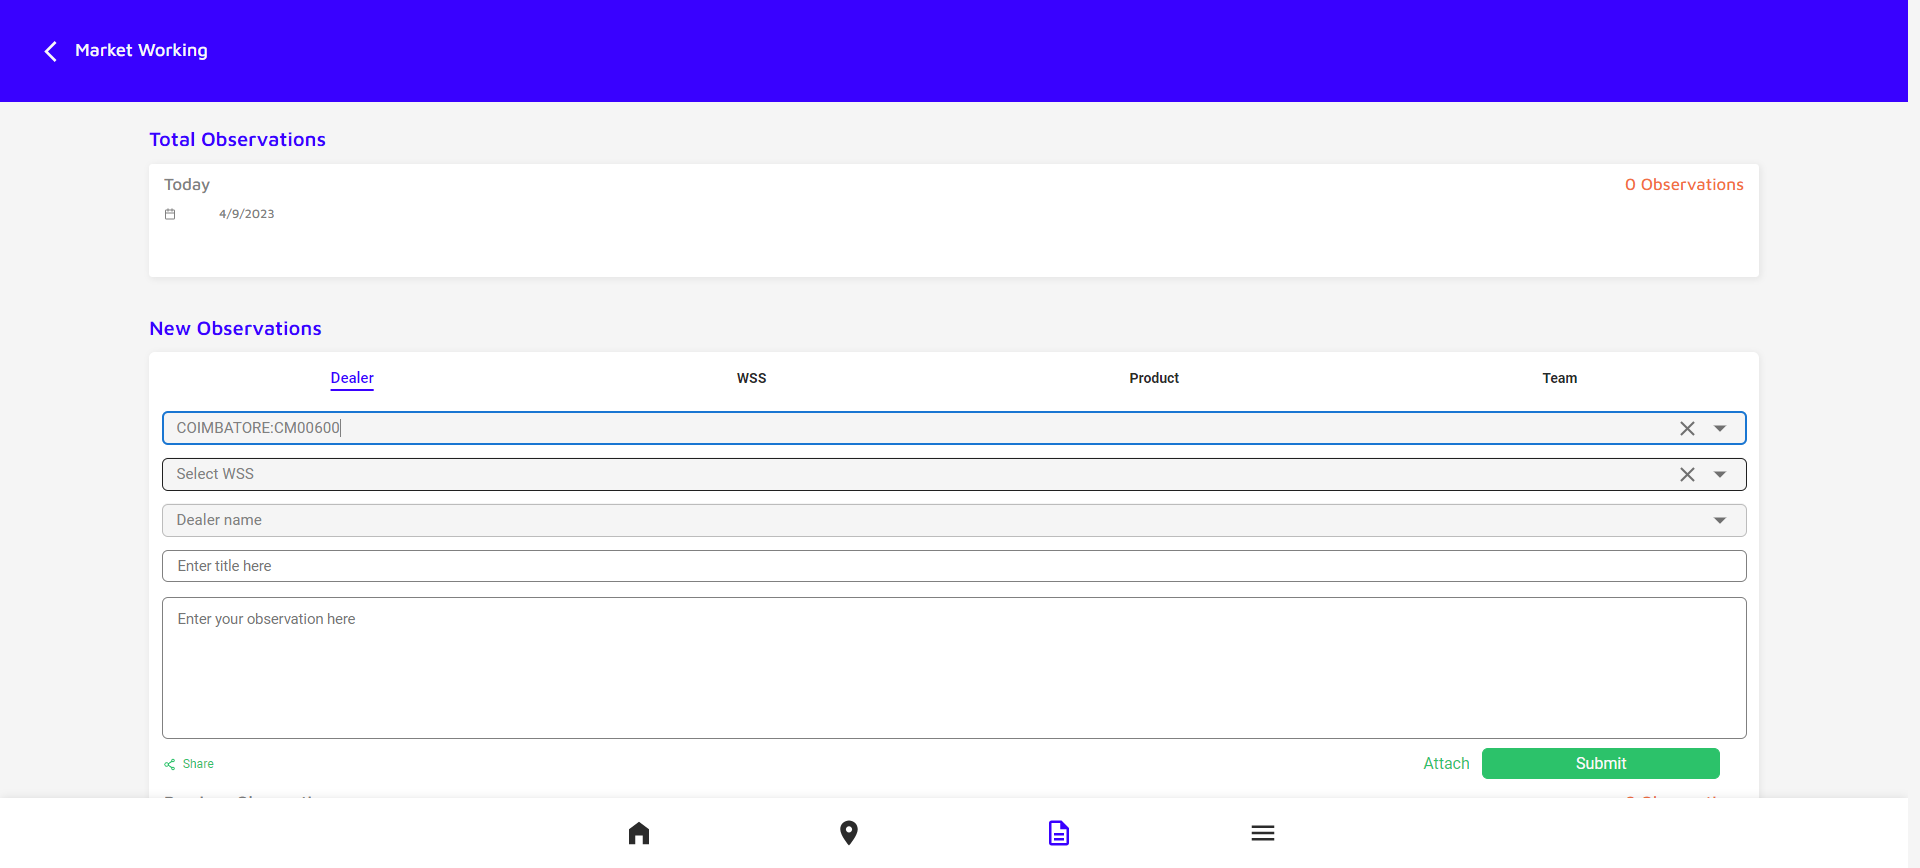 Market Working
Total Observations
Today
0 Observations
4/9/2023
New Observations
Dealer
WSS
Product
Team
COIMBATORE:CM00600
Select WSS
Dealer name
Enter title here
Enter your observation here
Share
Attach
Submit